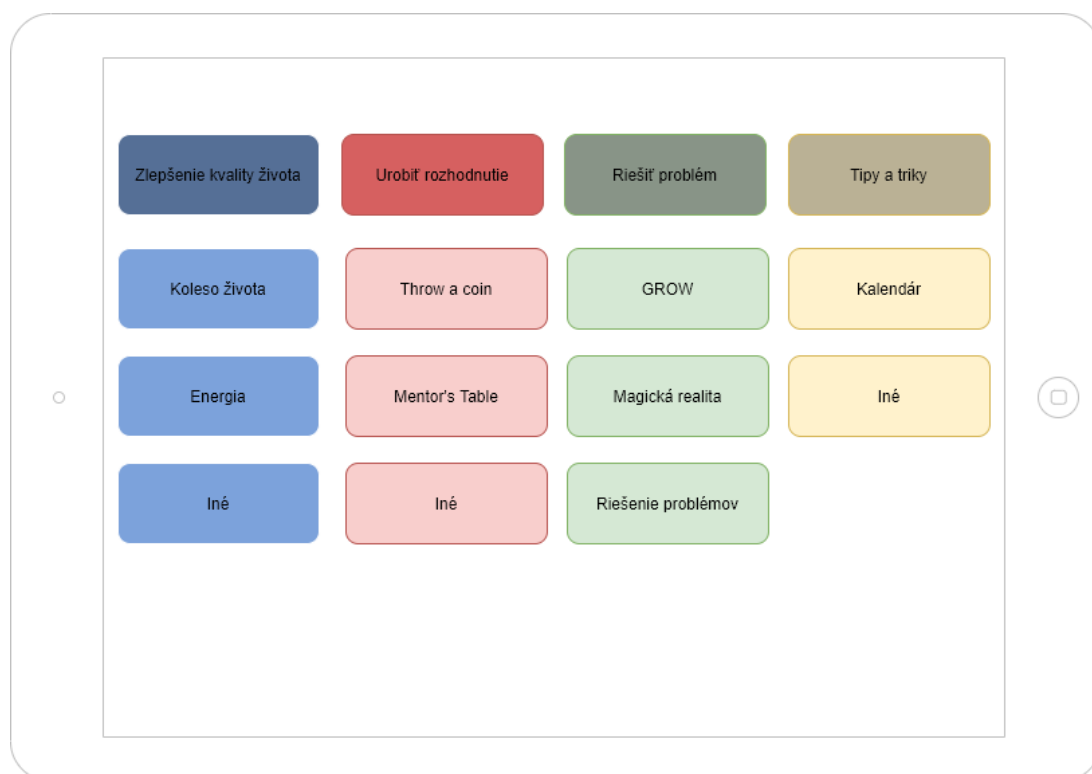 Zlepšenie kvality života
Urobiť rozhodnutie
Riešiť problém
Tipy a triky
Koleso života
Throw a coin
GROW
Kalendár
Energia
Mentor's Table
Magická realita
Iné
Iné
Iné
Riešenie problémov